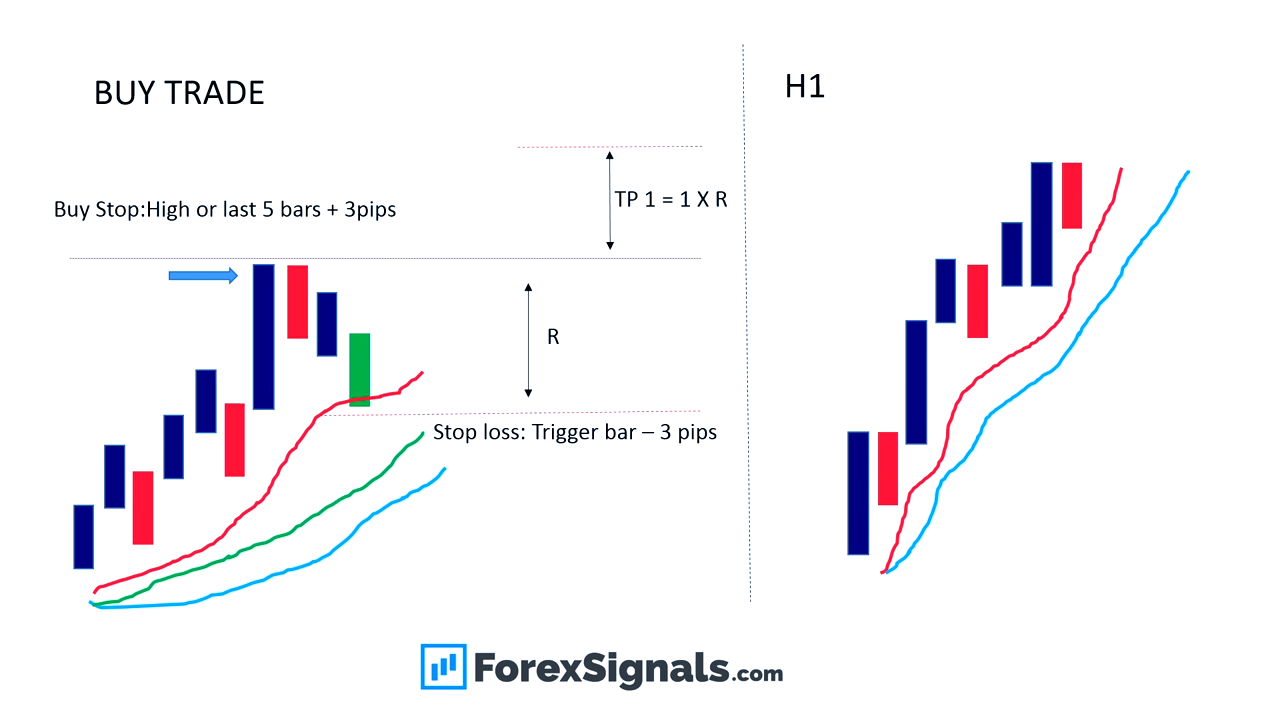 BUY TRADE
H1
Buy Stop:High or last 5 bars + 3pips
TP 1 = 1 X R
R
Stop loss: Trigger bar – 3 pips
ForexSignals.com